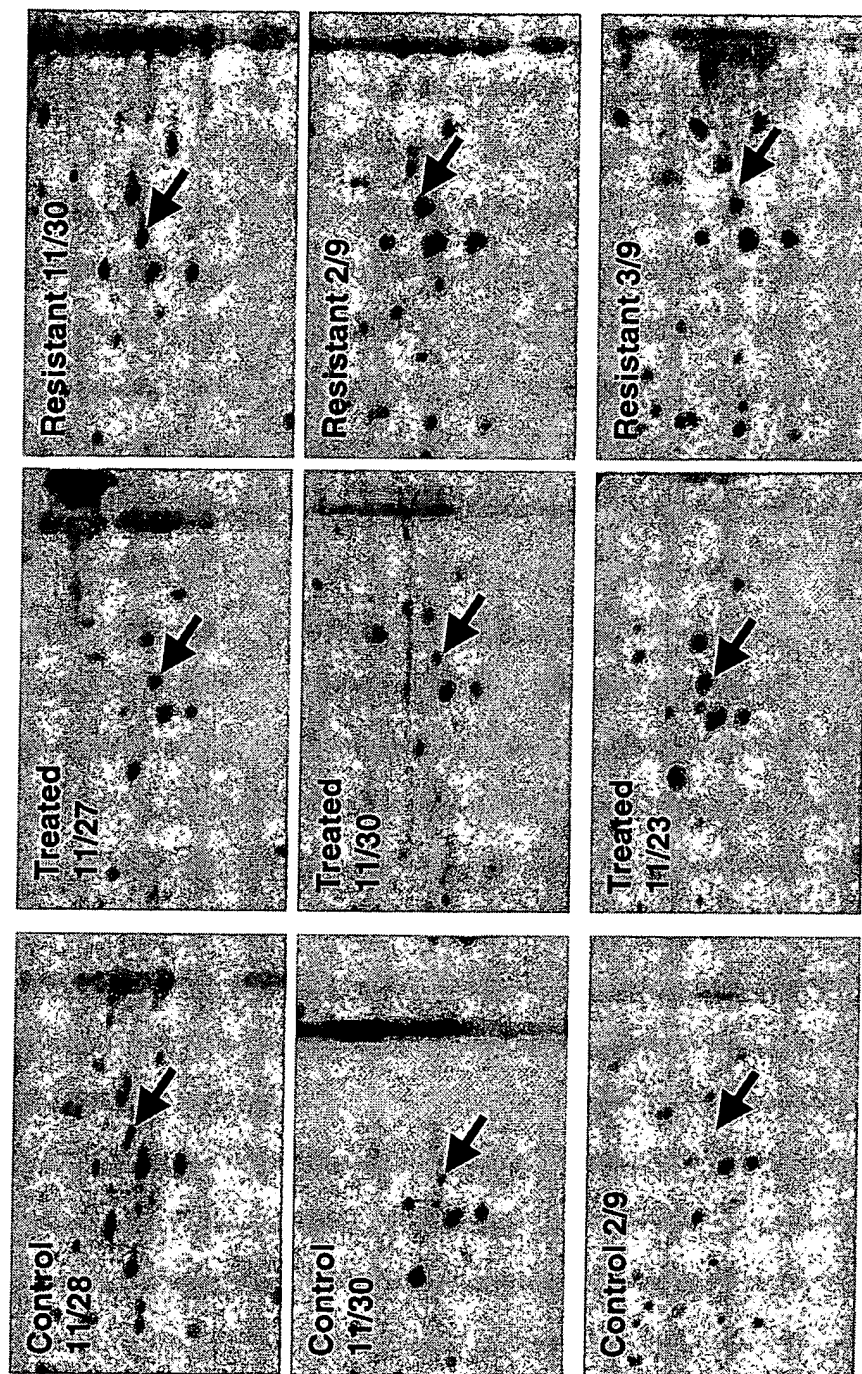 Control
11/28
Treated
11/27
Resistant 11/30
Control
11/30
Treated
11/30
Resistant 2/9
Control 2/9
Treated
11/23
Resistant 3/9